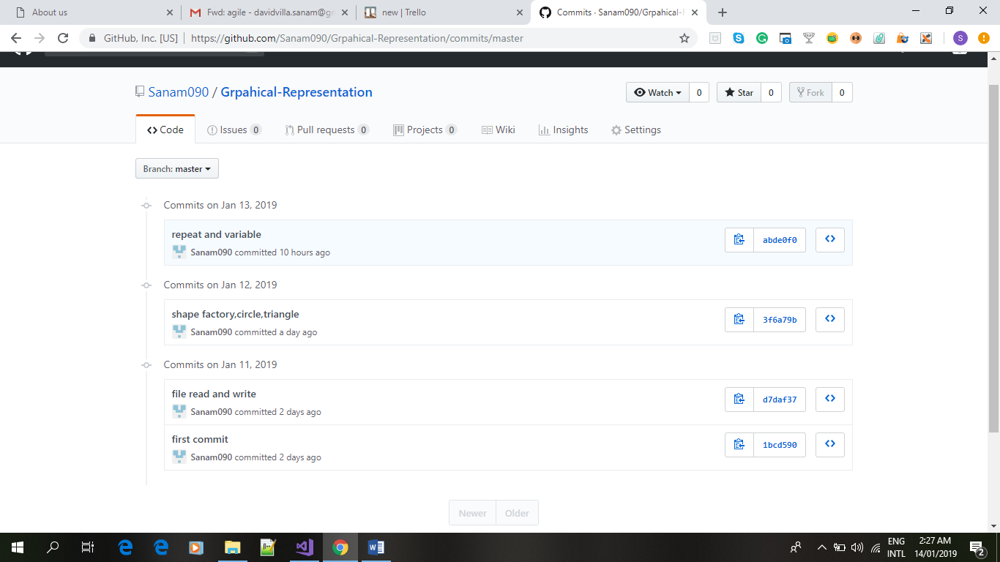 About us
Fwd: agile - davidvilla.sanam@gm
new | Trello
Commits · Sanam090/Grpahical-R
GitHub, Inc. [US] | https://github.com/Sanam090/Grpahical-Representation/commits/master
S
Sanam090 / Grpahical-Representation
Watch 0
Star 0
Fork 0
Code
Issues 0
Pull requests 0
Projects 0
Wiki
Insights
Settings
Branch: master
Commits on Jan 13, 2019
repeat and variable
abde0f0
Sanam090 committed 10 hours ago
Commits on Jan 12, 2019
shape factory,circle,triangle
3f6a79b
Sanam090 committed a day ago
Commits on Jan 11, 2019
file read and write
d7daf37
Sanam090 committed 2 days ago
first commit
1bcd590
Sanam090 committed 2 days ago
Newer Older
ENG
INTL
2:27 AM
14/01/2019
2